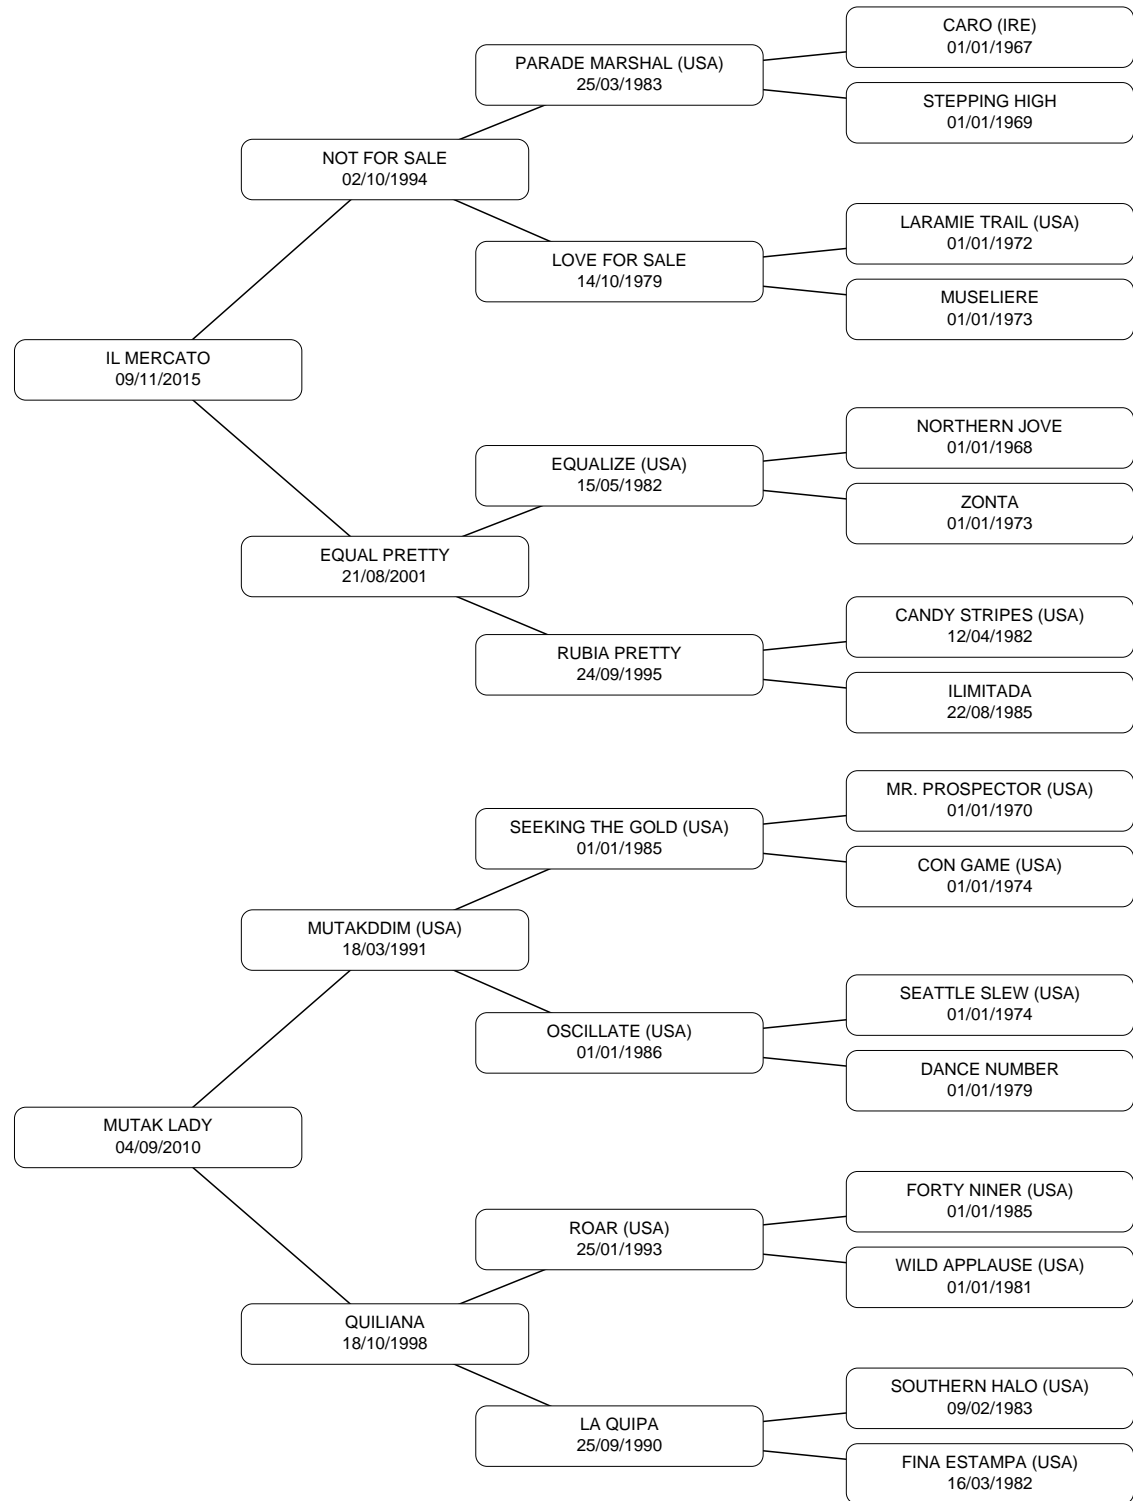 CARO (IRE)
01/01/1967
PARADE MARSHAL (USA)
25/03/1983
STEPPING HIGH
01/01/1969
NOT FOR SALE
02/10/1994
LARAMIE TRAIL (USA)
01/01/1972
LOVE FOR SALE
14/10/1979
MUSELIERE
01/01/1973
IL MERCATO
09/11/2015
NORTHERN JOVE
01/01/1968
EQUALIZE (USA)
15/05/1982
ZONTA
01/01/1973
EQUAL PRETTY
21/08/2001
CANDY STRIPES (USA)
12/04/1982
RUBIA PRETTY
24/09/1995
ILIMITADA
22/08/1985
MR. PROSPECTOR (USA)
01/01/1970
SEEKING THE GOLD (USA)
01/01/1985
CON GAME (USA)
01/01/1974
MUTAKDDIM (USA)
18/03/1991
SEATTLE SLEW (USA)
01/01/1974
OSCILLATE (USA)
01/01/1986
DANCE NUMBER
01/01/1979
MUTAK LADY
04/09/2010
FORTY NINER (USA)
01/01/1985
ROAR (USA)
25/01/1993
WILD APPLAUSE (USA)
01/01/1981
QUILIANA
18/10/1998
SOUTHERN HALO (USA)
09/02/1983
LA QUIPA
25/09/1990
FINA ESTAMPA (USA)
16/03/1982